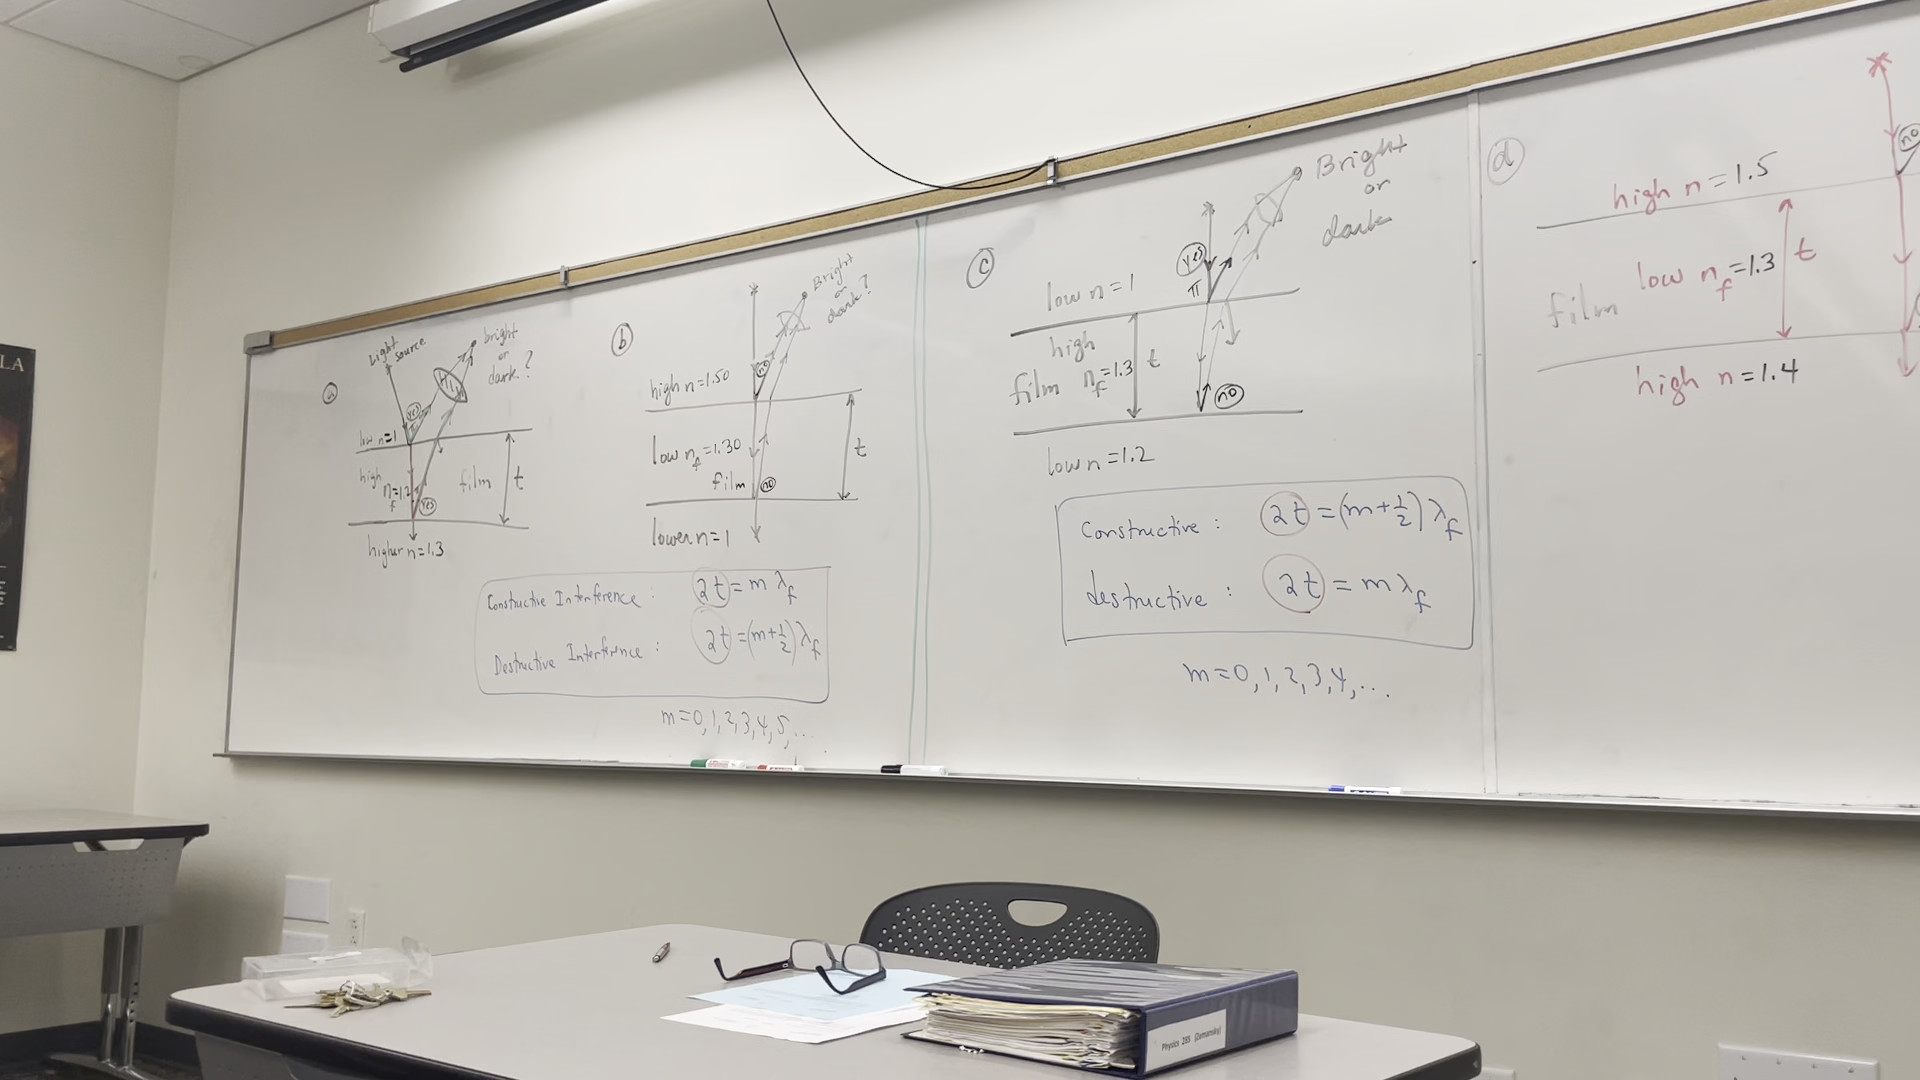 LA
a
Light
source
bright
or
dark?
yes
π
low n=1
high
n_f=1.2
film
t
yes
higher n=1.3
b
Bright
or
dark?
no
high n=1.50
low n_f=1.30
film
no
t
lower n=1
Constructive Interference : 2t = m λ_f
Destructive Interference : 2t = (m+1/2) λ_f
m=0,1,2,3,4,5,...
c
Bright
or
dark
yes
π
low n=1
high
film n_f=1.3
t
no
low n=1.2
Constructive : 2t = (m+1/2) λ_f
destructive : 2t = m λ_f
m=0,1,2,3,4,...
d
no
high n=1.5
film low n_f=1.3
t
high n=1.4
Physics 285 (Zemansky)